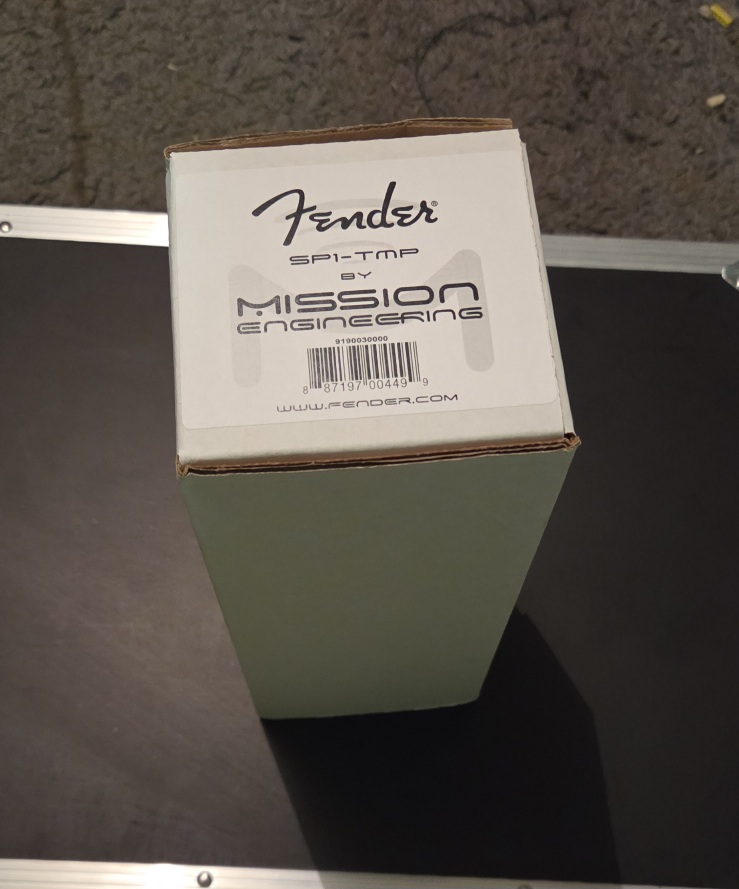 Fender®
SP1-TMP
BY
MISSION
ENGINEERING
9190030000
8 87197 00449 9
WWW.FENDER.COM